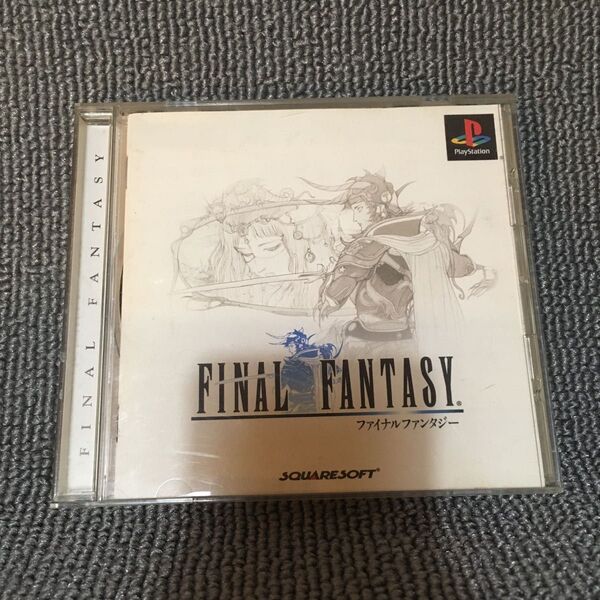 FINAL FANTASY
PlayStation
FINAL FANTASY®
ファイナルファンタジー
SQUARESOFT®